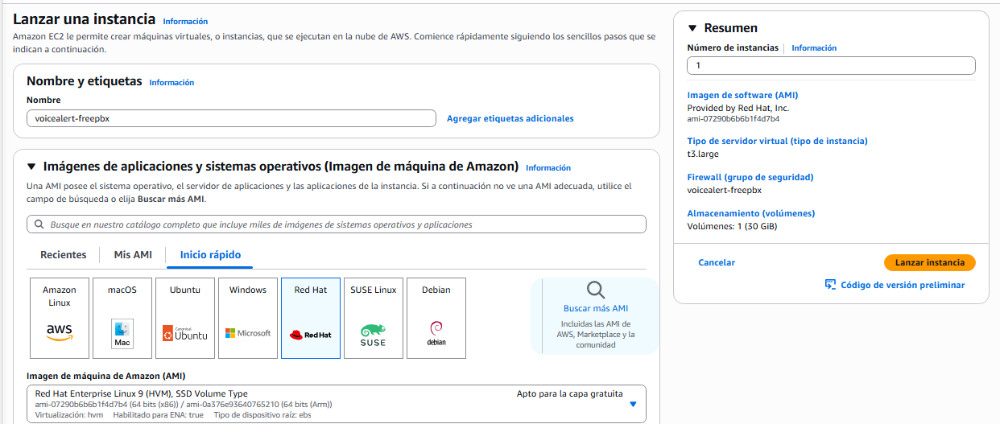 Lanzar una instancia Información
Amazon EC2 le permite crear máquinas virtuales, o instancias, que se ejecutan en la nube de AWS. Comience rápidamente siguiendo los sencillos pasos que se
indican a continuación.
Nombre y etiquetas Información
Nombre
voicealert-freepbx
Agregar etiquetas adicionales
Imágenes de aplicaciones y sistemas operativos (Imagen de máquina de Amazon) Información
Una AMI posee el sistema operativo, el servidor de aplicaciones y las aplicaciones de la instancia. Si a continuación no ve una AMI adecuada, utilice el
campo de búsqueda o elija Buscar más AMI.
Busque en nuestro catálogo completo que incluye miles de imágenes de sistemas operativos y aplicaciones
Recientes
Mis AMI
Inicio rápido
Amazon
Linux
aws
macOS
Mac
Ubuntu
Canonical
Ubuntu
Windows
Microsoft
Red Hat
Red Hat
SUSE Linux
SUSE
Debian
debian
Buscar más AMI
Incluidas las AMI de
AWS, Marketplace y la
comunidad
Imagen de máquina de Amazon (AMI)
Red Hat Enterprise Linux 9 (HVM), SSD Volume Type
Apto para la capa gratuita
ami-07290b6b6b1f4d7b4 (64 bits (x86)) / ami-0a376e93640765210 (64 bits (Arm))
Virtualización: hvm Habilitado para ENA: true Tipo de dispositivo raíz: ebs
Resumen
Número de instancias Información
1
Imagen de software (AMI)
Provided by Red Hat, Inc.
ami-07290b6b6b1f4d7b4
Tipo de servidor virtual (tipo de instancia)
t3.large
Firewall (grupo de seguridad)
voicealert-freepbx
Almacenamiento (volúmenes)
Volúmenes: 1 (30 GiB)
Cancelar
Lanzar instancia
Código de versión preliminar